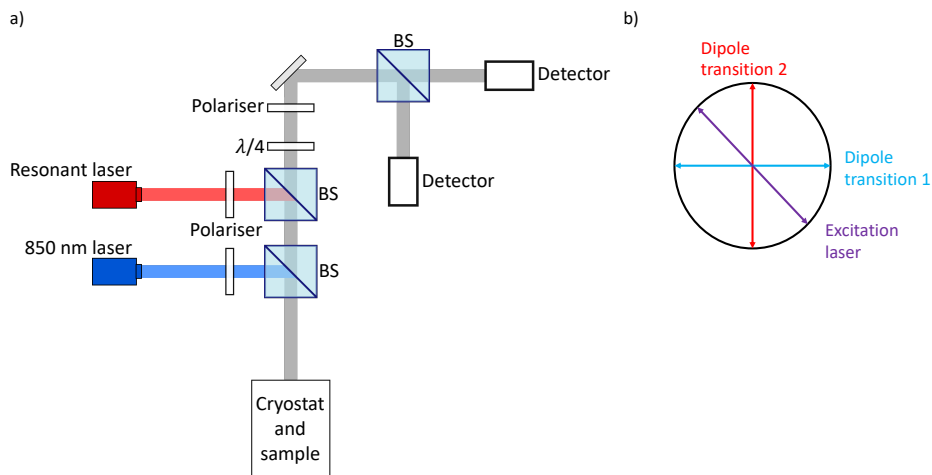 a)
BS
Detector
Polariser
λ/4
Resonant laser
BS
Detector
Polariser
850 nm laser
BS
Cryostat
and
sample
b)
Dipole
transition 2
Dipole
transition 1
Excitation
laser